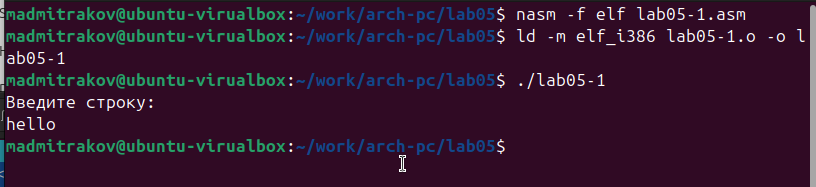 madmitrakov@ubuntu-virualbox:~/work/arch-pc/lab05$ nasm -f elf lab05-1.asm
madmitrakov@ubuntu-virualbox:~/work/arch-pc/lab05$ ld -m elf_i386 lab05-1.o -o l
ab05-1
madmitrakov@ubuntu-virualbox:~/work/arch-pc/lab05$ ./lab05-1
Введите строку:
hello
madmitrakov@ubuntu-virualbox:~/work/arch-pc/lab05$